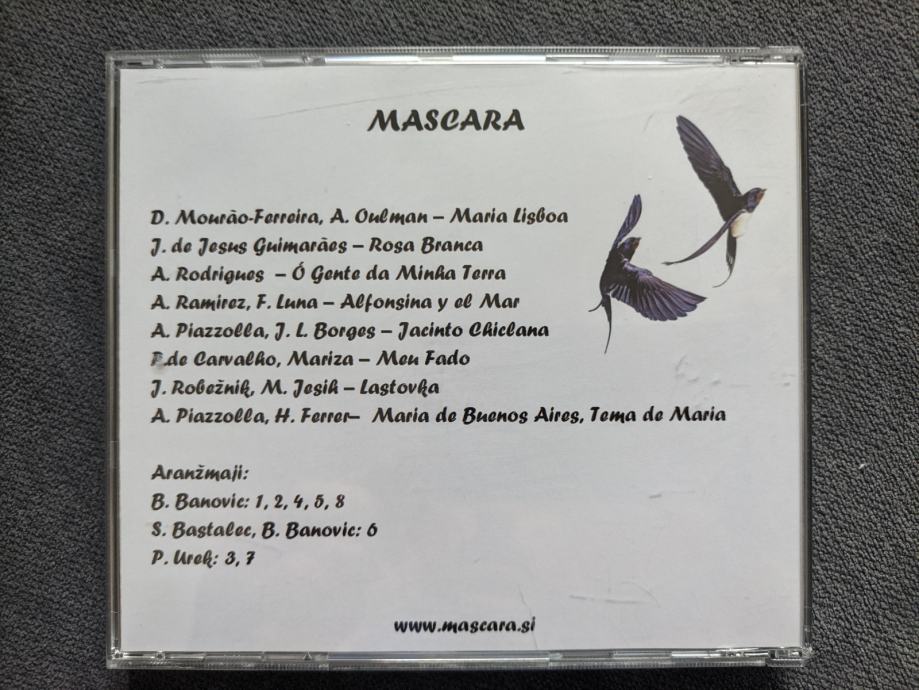 MASCARA
D. Mourão-Ferreira, A. Oulman – Maria Lisboa
J. de Jesus Guimarães – Rosa Branca
A. Rodrigues – Ó Gente da Minha Terra
A. Ramirez, F. Luna – Alfonsina y el Mar
A. Piazzolla, J. L. Borges – Jacinto Chiclana
de Carvalho, Mariza – Meu Fado
J. Robežnik, M. Jesih – Lastovka
A. Piazzolla, H. Ferrer– Maria de Buenos Aires, Tema de Maria
Aranžmaji:
B. Banovic: 1, 2, 4, 5, 8
S. Bastalec, B. Banovic: 6
P. Urek: 3, 7
www.mascara.si